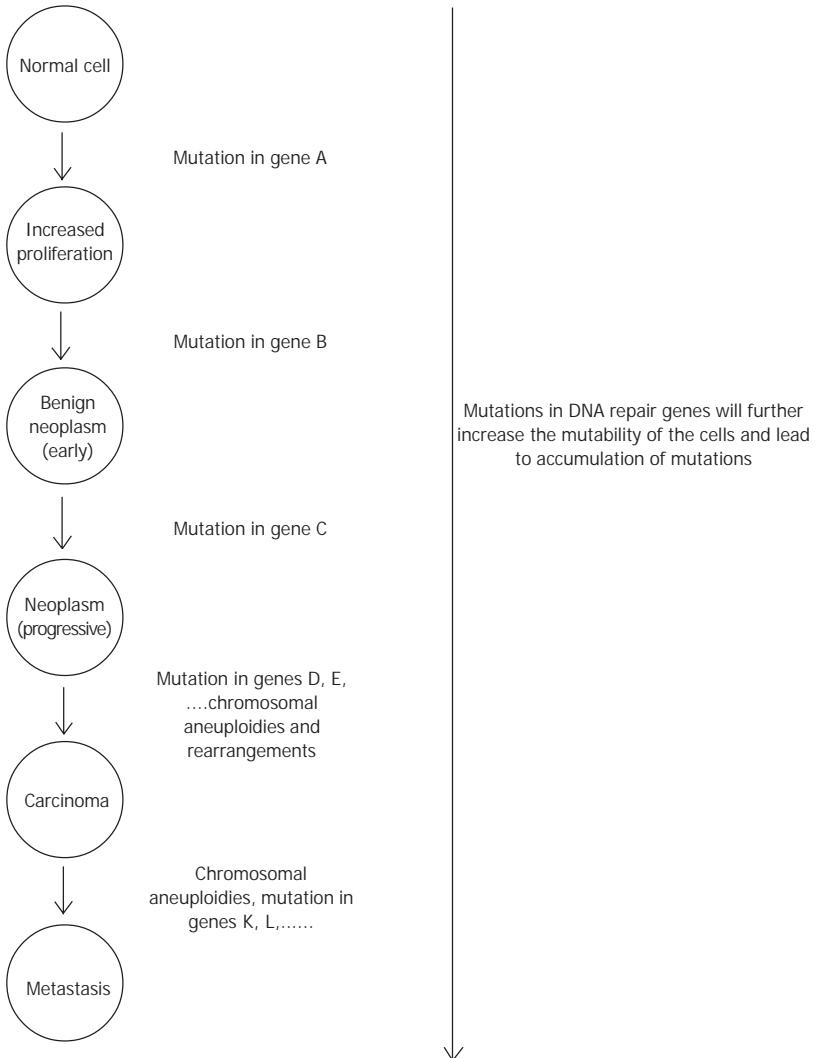 Normal cell
Mutation in gene A
Increased
proliferation
Mutation in gene B
Benign
neoplasm
(early)
Mutations in DNA repair genes will further
increase the mutability of the cells and lead
to accumulation of mutations
Mutation in gene C
Neoplasm
(progressive)
Mutation in genes D, E,
....chromosomal
aneuploidies and
rearrangements
Carcinoma
Chromosomal
aneuploidies, mutation in
genes K, L,......
Metastasis